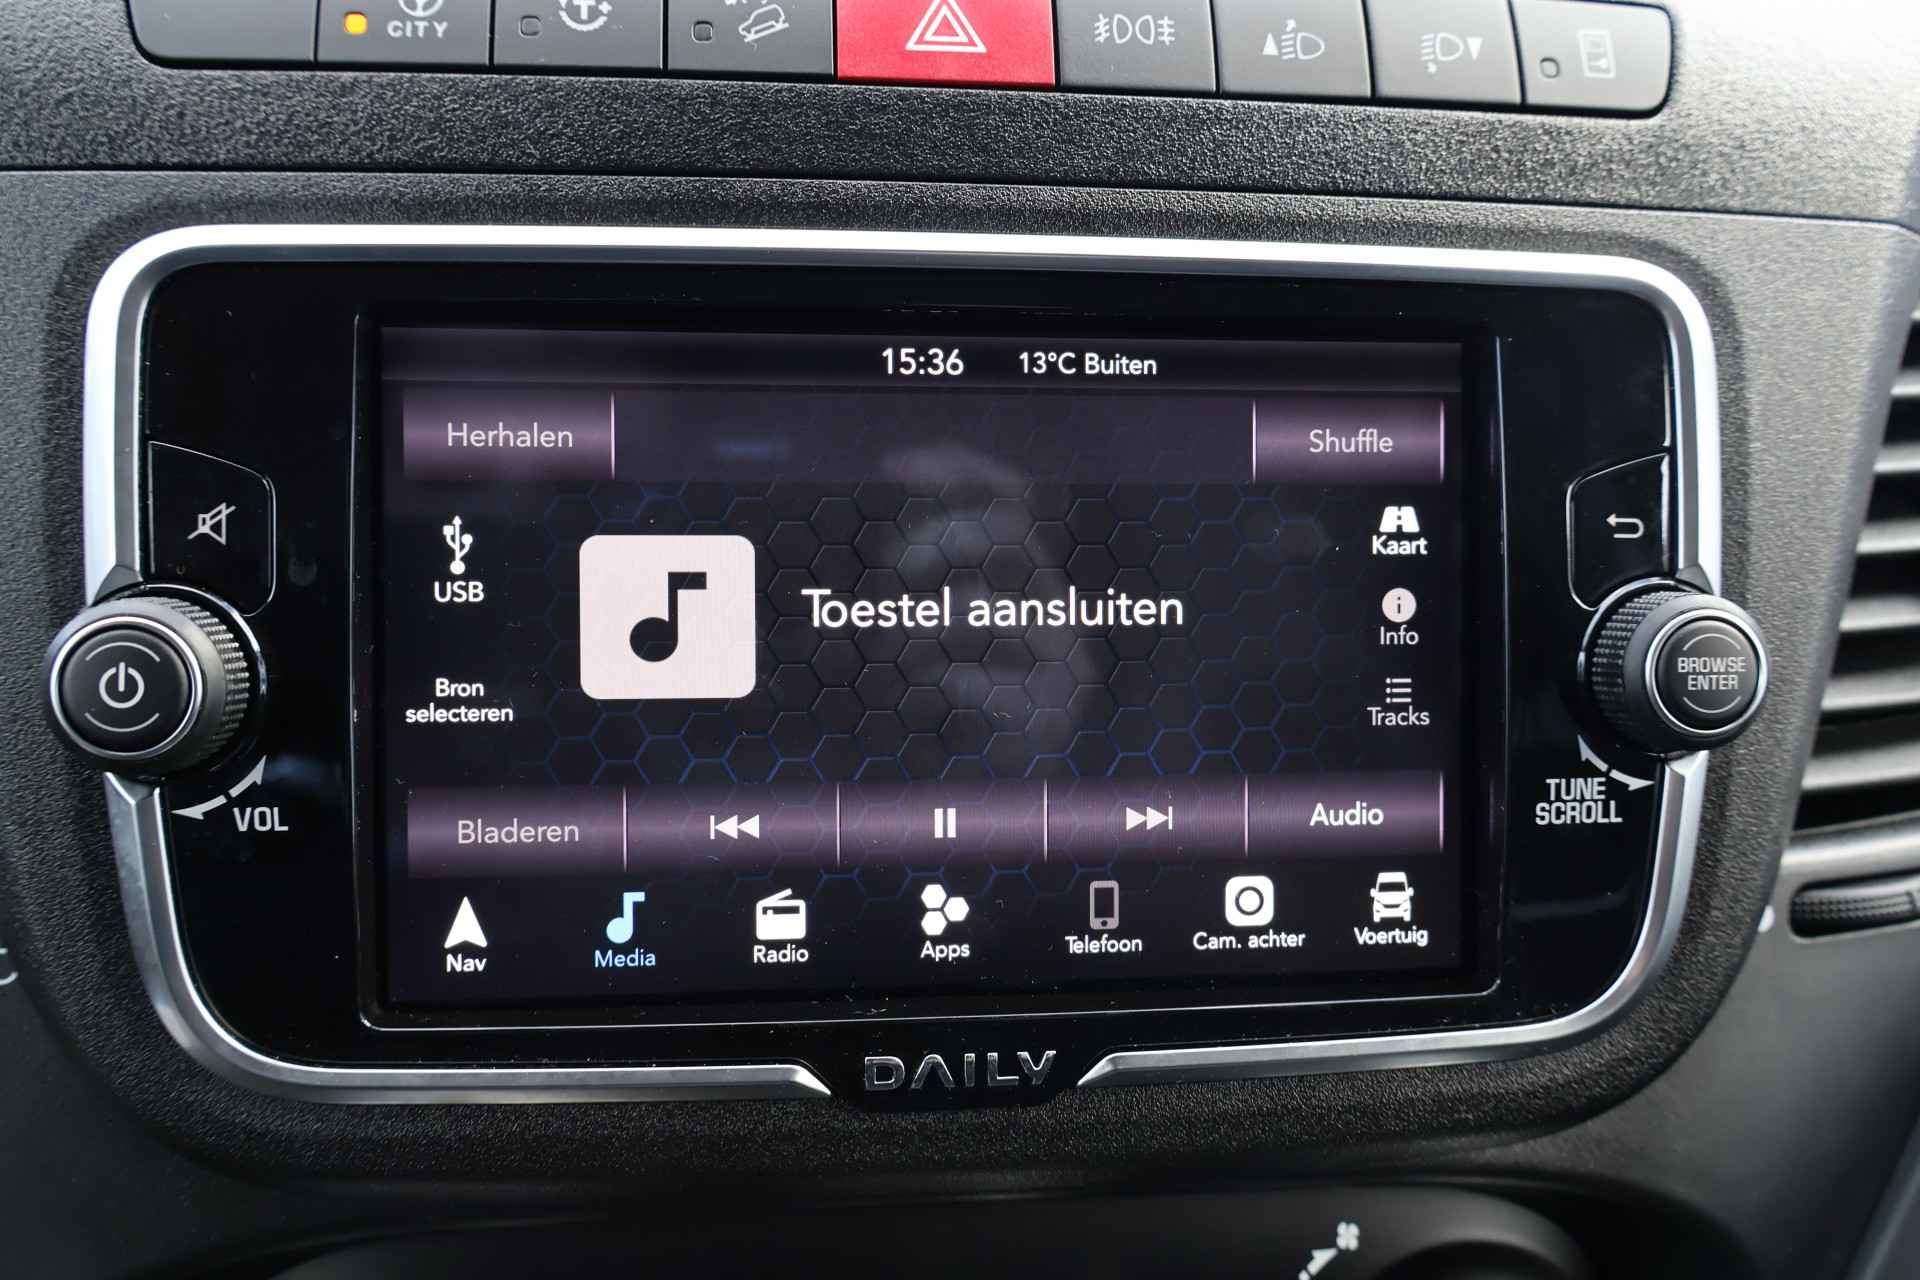 CITY
T+
15:36 13°C Buiten
Herhalen
Shuffle
USB
Kaart
Toestel aansluiten
Info
Bron
selecteren
Tracks
BROWSE
ENTER
VOL
TUNE
SCROLL
Bladeren
Audio
Nav
Media
Radio
Apps
Telefoon
Cam. achter
Voertuig
DAILY